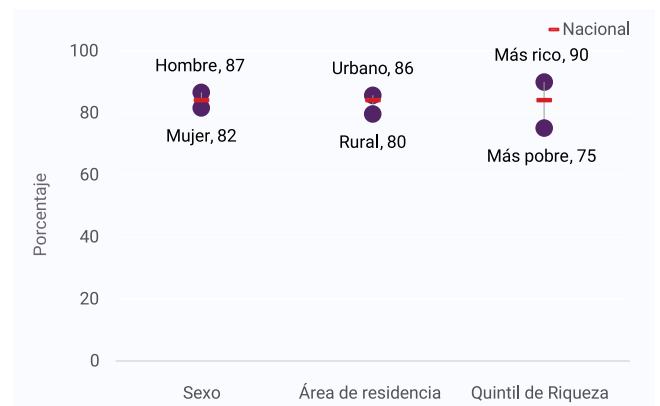 Nacional
100
80
60
40
20
0
Porcentaje
Hombre, 87
Mujer, 82
Urbano, 86
Rural, 80
Más rico, 90
Más pobre, 75
Sexo
Área de residencia
Quintil de Riqueza